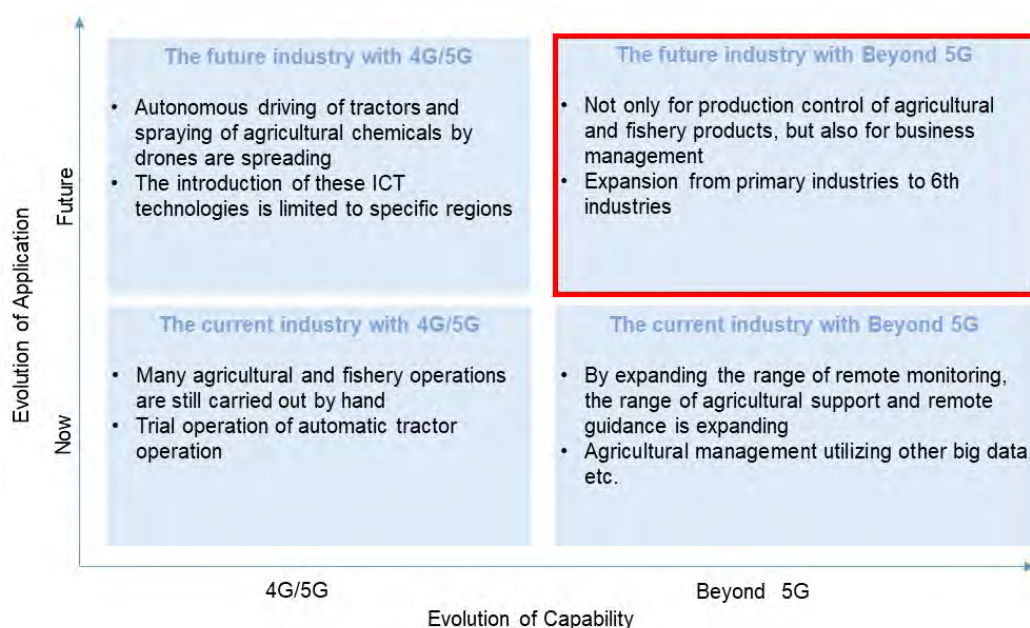 The future industry with 4G/5G
• Autonomous driving of tractors and
spraying of agricultural chemicals by
drones are spreading
• The introduction of these ICT
technologies is limited to specific regions
The future industry with Beyond 5G
• Not only for production control of agricultural
and fishery products, but also for business
management
• Expansion from primary industries to 6th
industries
The current industry with 4G/5G
• Many agricultural and fishery operations
are still carried out by hand
• Trial operation of automatic tractor
operation
The current industry with Beyond 5G
• By expanding the range of remote monitoring,
the range of agricultural support and remote
guidance is expanding
• Agricultural management utilizing other big data,
etc.
Evolution of Application
Future
Now
4G/5G
Beyond 5G
Evolution of Capability